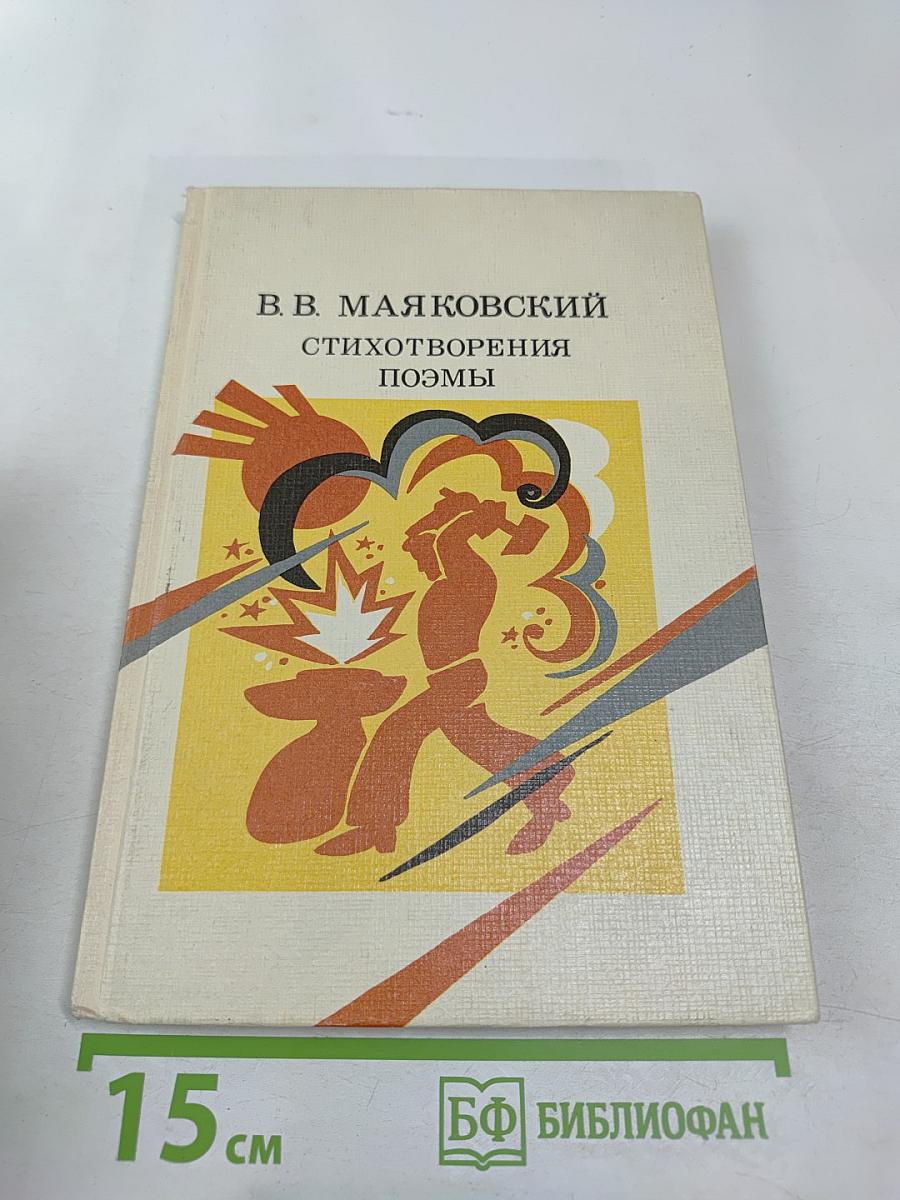 В. В. МАЯКОВСКИЙ
СТИХОТВОРЕНИЯ
ПОЭМЫ
15 см
БФ БИБЛИОФАН